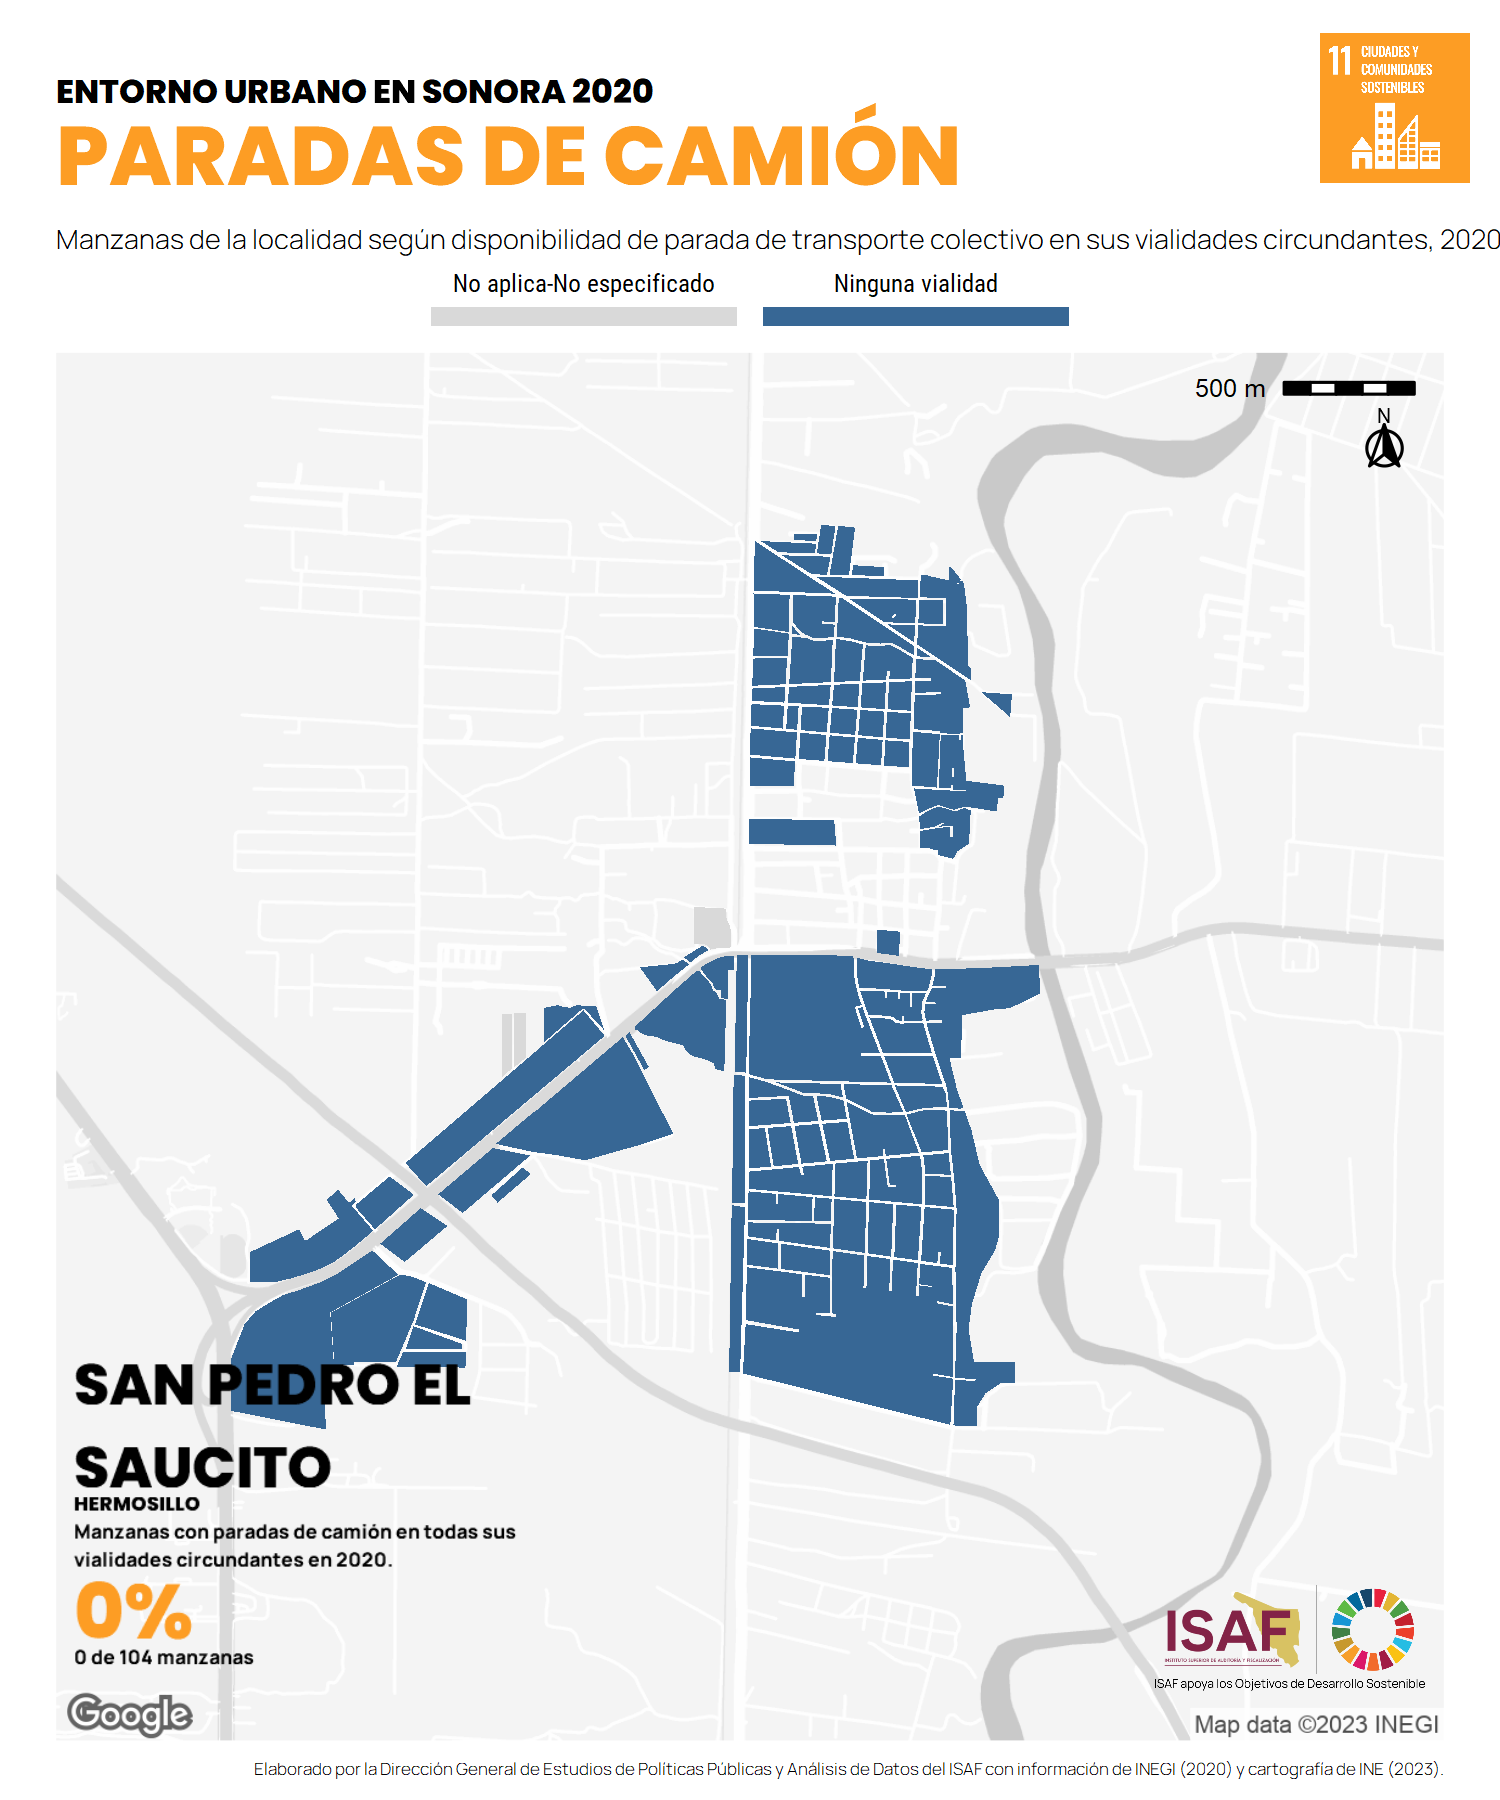 11 CIUDADES Y
COMUNIDADES
SOSTENIBLES
ENTORNO URBANO EN SONORA 2020
PARADAS DE CAMIÓN
Manzanas de la localidad según disponibilidad de parada de transporte colectivo en sus vialidades circundantes, 2020
No aplica-No especificado
Ninguna vialidad
500 m
N
SAN PEDRO EL
SAUCITO
HERMOSILLO
Manzanas con paradas de camión en todas sus
vialidades circundantes en 2020.
0%
0 de 104 manzanas
Google
ISAF
INSTITUTO SUPERIOR DE AUDITORÍA Y FISCALIZACIÓN
ISAF apoya los Objetivos de Desarrollo Sostenible
Map data ©2023 INEGI
Elaborado por la Dirección General de Estudios de Políticas Públicas y Análisis de Datos del ISAF con información de INEGI (2020) y cartografía de INE (2023).